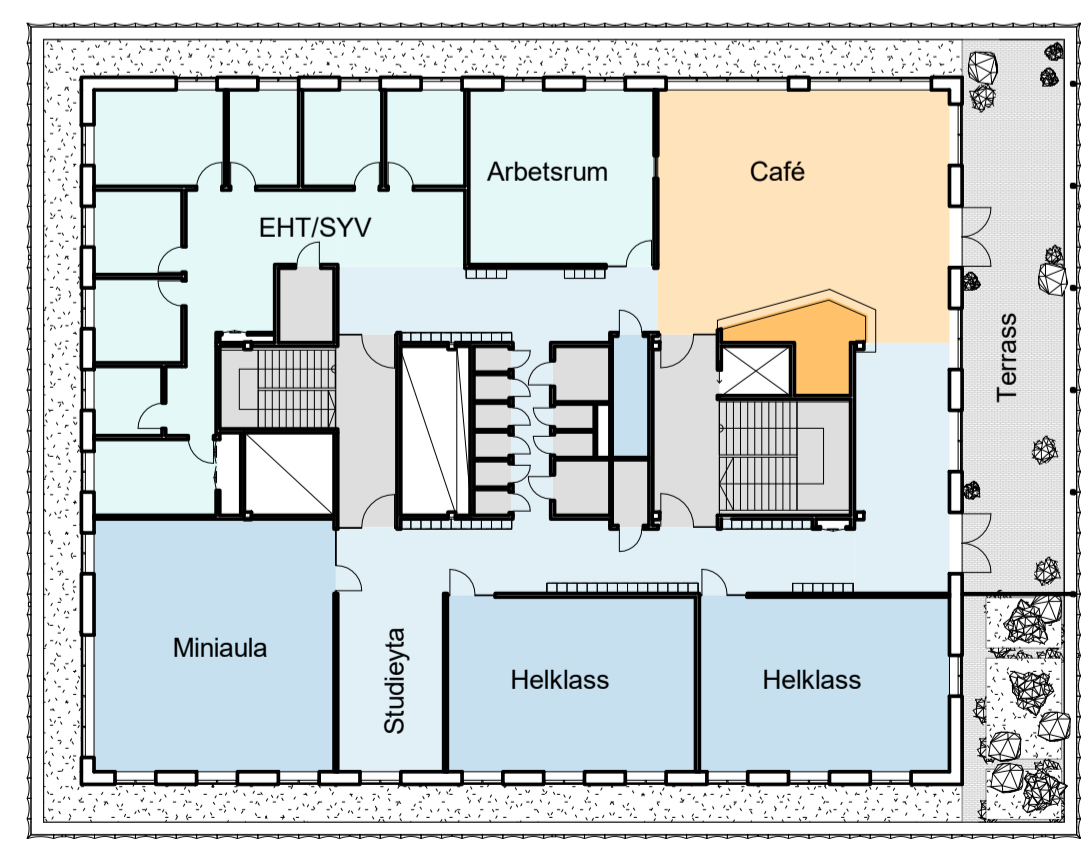 Arbetsrum
Café
EHT/SYV
Terrass
Miniaula
Studieyta
Helklass
Helklass